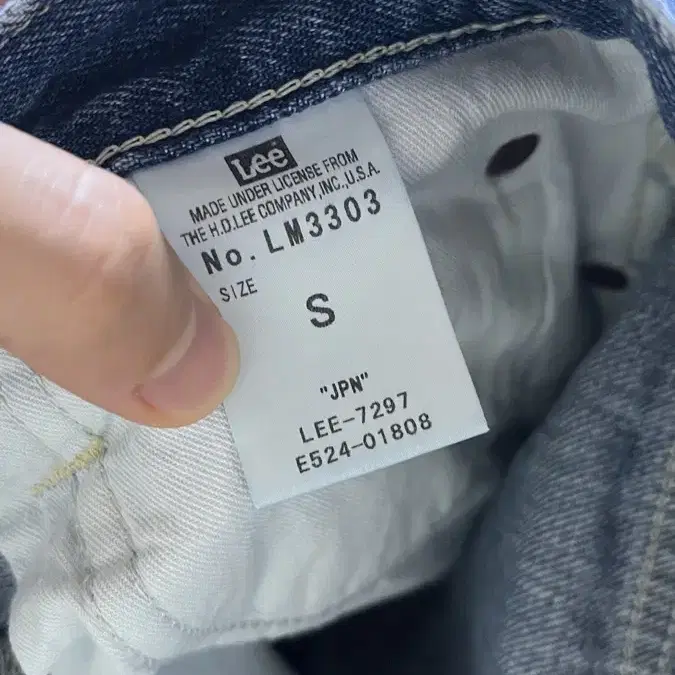 Lee
MADE UNDER LICENSE FROM
THE H.D.LEE COMPANY,INC.,U.S.A.
No. LM3303
SIZE
S
"JPN"
LEE-7297
E524-01808